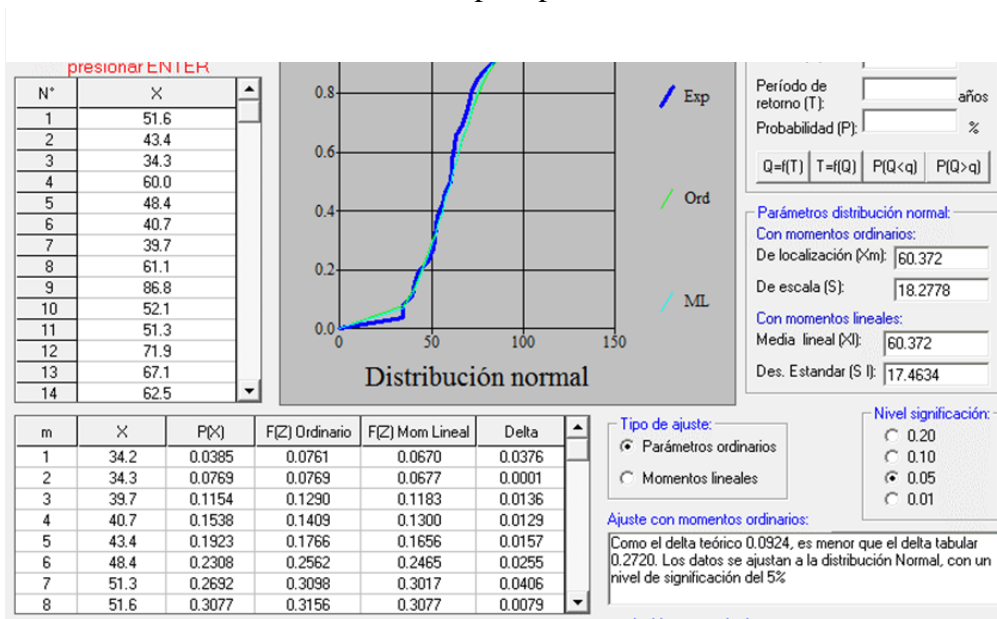 presionar ENTER
N° X
1 51.6
2 43.4
3 34.3
4 60.0
5 48.4
6 40.7
7 39.7
8 61.1
9 86.8
10 52.1
11 51.3
12 71.9
13 67.1
14 62.5
0.8
0.6
0.4
0.2
0.0
0 50 100 150
Distribución normal
Exp
Ord
ML
Período de
retorno (T): años
Probabilidad (P): %
Q=f(T) T=f(Q) P(Q<q) P(Q>q)
Parámetros distribución normal:
Con momentos ordinarios:
De localización (Xm): 60.372
De escala (S): 18.2778
Con momentos lineales:
Media lineal (Xl): 60.372
Des. Estandar (S l): 17.4634
m X P(X) F(Z) Ordinario F(Z) Mom Lineal Delta
1 34.2 0.0385 0.0761 0.0670 0.0376
2 34.3 0.0769 0.0769 0.0677 0.0001
3 39.7 0.1154 0.1290 0.1183 0.0136
4 40.7 0.1538 0.1409 0.1300 0.0129
5 43.4 0.1923 0.1766 0.1656 0.0157
6 48.4 0.2308 0.2562 0.2465 0.0255
7 51.3 0.2692 0.3098 0.3017 0.0406
8 51.6 0.3077 0.3156 0.3077 0.0079
Tipo de ajuste:
Parámetros ordinarios
Momentos lineales
Nivel significación:
0.20
0.10
0.05
0.01
Ajuste con momentos ordinarios:
Como el delta teórico 0.0924, es menor que el delta tabular
0.2720. Los datos se ajustan a la distribución Normal, con un
nivel de significación del 5%